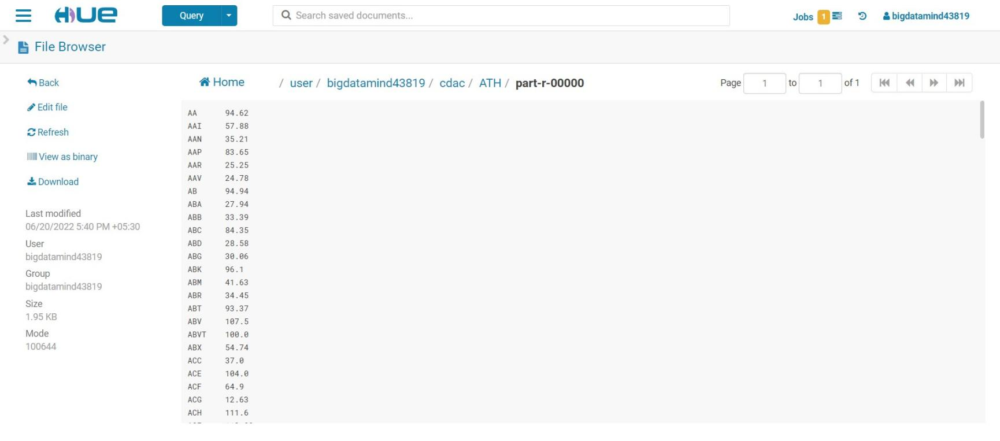 HUE
Query
Search saved documents...
Jobs 1
bigdatamind43819
File Browser
Back
Edit file
Refresh
View as binary
Download
Last modified
06/20/2022 5:40 PM +05:30
User
bigdatamind43819
Group
bigdatamind43819
Size
1.95 KB
Mode
100644
Home / user / bigdatamind43819 / cdac / ATH / part-r-00000
Page 1 to 1 of 1
AA 94.62
AAI 57.88
AAN 35.21
AAP 83.65
AAR 25.25
AAV 24.78
AB 94.94
ABA 27.94
ABB 33.39
ABC 84.35
ABD 28.58
ABG 30.06
ABK 96.1
ABM 41.63
ABR 34.45
ABT 93.37
ABV 107.5
ABVT 100.0
ABX 54.74
ACC 37.0
ACE 104.0
ACF 64.9
ACG 12.63
ACH 111.6